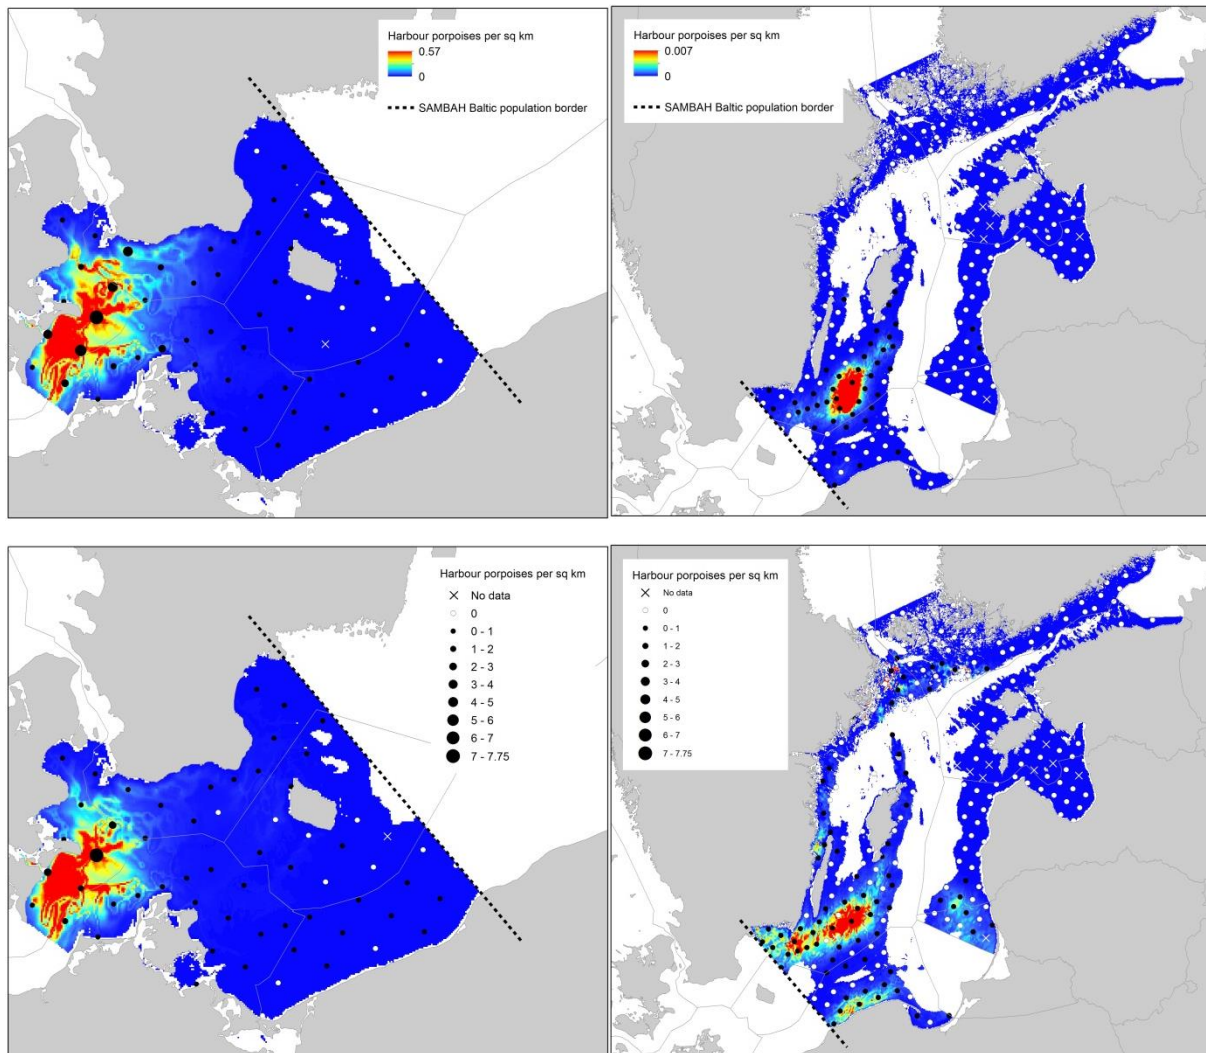 Harbour porpoises per sq km
0.57
0
SAMBAH Baltic population border
Harbour porpoises per sq km
0.007
0
SAMBAH Baltic population border
Harbour porpoises per sq km
No data
0
0 - 1
1 - 2
2 - 3
3 - 4
4 - 5
5 - 6
6 - 7
7 - 7.75
Harbour porpoises per sq km
No data
0
0 - 1
1 - 2
2 - 3
3 - 4
4 - 5
5 - 6
6 - 7
7 - 7.75